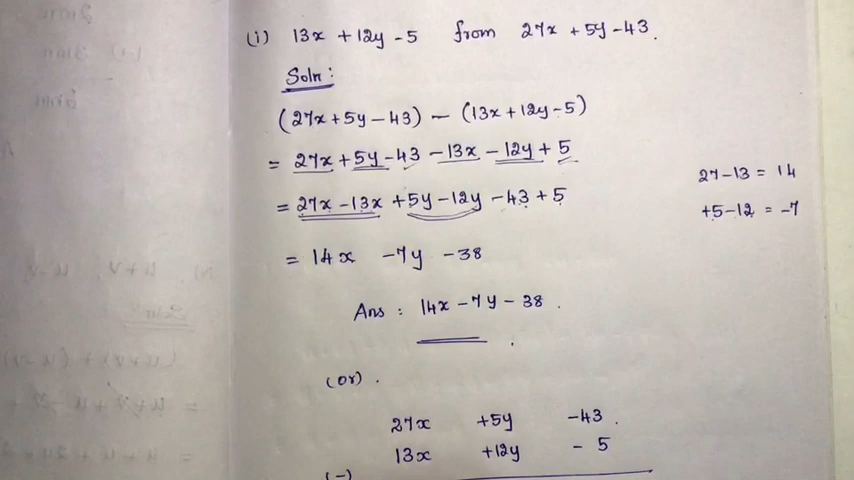 (i) 13x + 12y - 5 from 27x + 5y - 43.
Soln:
(27x + 5y - 43) - (13x + 12y - 5)
= 27x + 5y - 43 - 13x - 12y + 5
= 27x - 13x + 5y - 12y - 43 + 5
27-13 = 14
+5-12 = -7
= 14x - 7y - 38
Ans : 14x - 7y - 38.
(or).
27x +5y -43.
13x +12y - 5
(-)